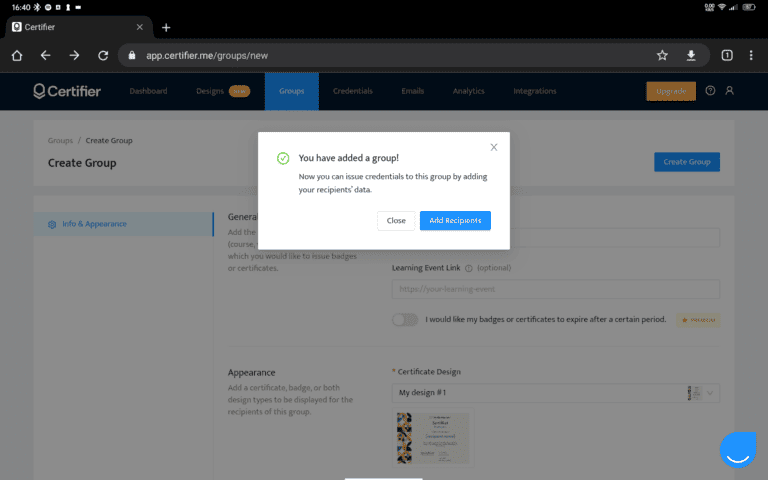 16:40
Certifier
app.certifier.me/groups/new
Certifier
Dashboard
Designs new
Groups
Credentials
Emails
Analytics
Integrations
Upgrade
Groups / Create Group
Create Group
Create Group
You have added a group!
Now you can issue credentials to this group by adding
your recipients' data.
Close
Add Recipients
Info & Appearance
General
Add the
(course,
which you would like to issue badges
or certificates.
Learning Event Link (optional)
https://your-learning-event
I would like my badges or certificates to expire after a certain period.
PREMIUM
Appearance
Add a certificate, badge, or both
design types to be displayed for the
recipients of this group.
* Certificate Design
My design #1